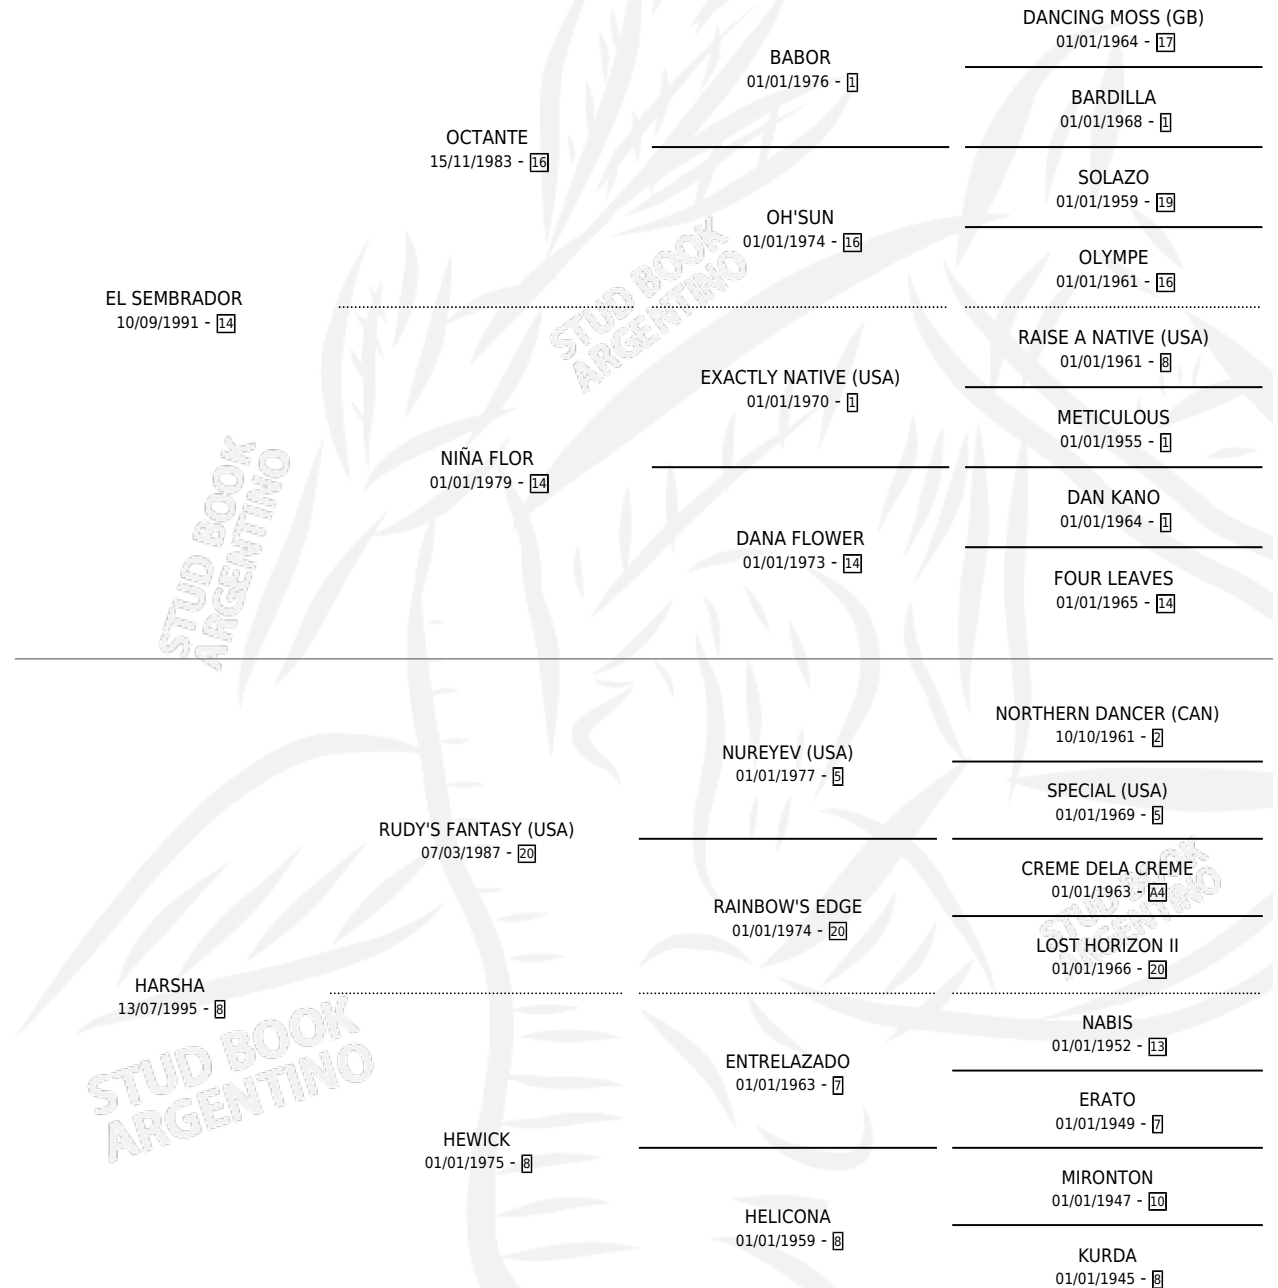 DANCING MOSS (GB)
01/01/1964 - 17
BABOR
01/01/1976 - 1
BARDILLA
01/01/1968 - 1
OCTANTE
15/11/1983 - 16
SOLAZO
01/01/1959 - 19
OH'SUN
01/01/1974 - 16
OLYMPE
01/01/1961 - 16
EL SEMBRADOR
10/09/1991 - 14
RAISE A NATIVE (USA)
01/01/1961 - 8
EXACTLY NATIVE (USA)
01/01/1970 - 1
METICULOUS
01/01/1955 - 1
NIÑA FLOR
01/01/1979 - 14
DAN KANO
01/01/1964 - 1
DANA FLOWER
01/01/1973 - 14
FOUR LEAVES
01/01/1965 - 14
STUD BOOK
ARGENTINO
STUD BOOK
ARGENTINO
NORTHERN DANCER (CAN)
10/10/1961 - 2
NUREYEV (USA)
01/01/1977 - 5
SPECIAL (USA)
01/01/1969 - 5
RUDY'S FANTASY (USA)
07/03/1987 - 20
CREME DELA CREME
01/01/1963 - A4
RAINBOW'S EDGE
01/01/1974 - 20
LOST HORIZON II
01/01/1966 - 20
STUD BOOK
ARGENTINO
HARSHA
13/07/1995 - 8
NABIS
01/01/1952 - 13
ENTRELAZADO
01/01/1963 - 7
ERATO
01/01/1949 - 7
HEWICK
01/01/1975 - 8
MIRONTON
01/01/1947 - 10
HELICONA
01/01/1959 - 8
KURDA
01/01/1945 - 8
STUD BOOK
ARGENTINO